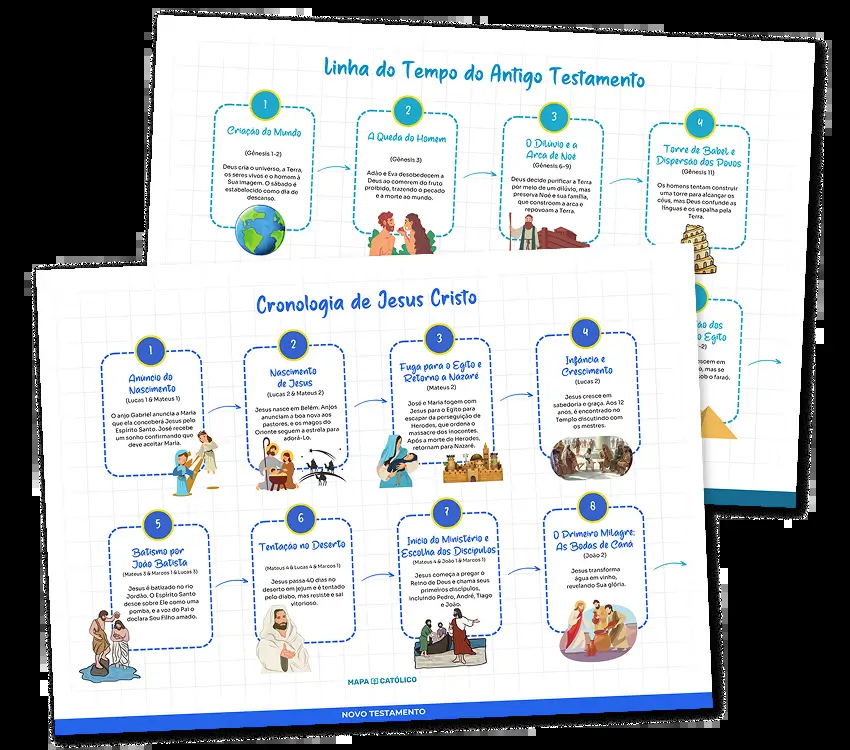 Linha do Tempo do Antigo Testamento
1
Criação do Mundo
(Gênesis 1-2)
Deus cria o universo, a Terra,
os seres vivos e o homem à
Sua imagem. O sábado é
estabelecido como dia de
descanso.
2
A Queda do Homem
(Gênesis 3)
Adão e Eva desobedecem a
Deus ao comerem do fruto
proibido, trazendo o pecado
e a morte ao mundo.
3
O Dilúvio e a
Arca de Noé
(Gênesis 6-9)
Deus decide purificar a Terra
por meio de um dilúvio, mas
preserva Noé e sua família,
que constroem a arca e
repovoam a Terra.
4
Torre de Babel e
Dispersão dos Povos
(Gênesis 11)
Os homens tentam construir
uma torre para alcançar os
céus, mas Deus confunde as
línguas e os espalha pela
Terra.
dos
Egito
-2)
em
, mas se
sob o faraó.
Cronologia de Jesus Cristo
1
Anúncio do
Nascimento
(Lucas 1 & Mateus 1)
O anjo Gabriel anuncia a Maria
que ela conceberá Jesus pelo
Espírito Santo. José recebe
um sonho confirmando que
deve aceitar Maria.
2
Nascimento
de Jesus
(Lucas 2 & Mateus 2)
Jesus nasce em Belém. Anjos
anunciam a boa nova aos
pastores, e os magos do
Oriente seguem a estrela para
adorá-Lo.
3
Fuga para o Egito e
Retorno a Nazaré
(Mateus 2)
José e Maria fogem com
Jesus para o Egito para
escapar da perseguição de
Herodes, que ordena o
massacre dos inocentes.
Após a morte de Herodes,
retornam para Nazaré.
4
Infância e
Crescimento
(Lucas 2)
Jesus cresce em
sabedoria e graça. Aos 12
anos, é encontrado no
Templo discutindo com
os mestres.
5
Batismo por
João Batista
(Mateus 3 & Marcos 1 & Lucas 3)
Jesus é batizado no rio
Jordão. O Espírito Santo
desce sobre Ele como uma
pomba, e a voz do Pai o
declara Seu Filho amado.
6
Tentação no Deserto
(Mateus 4 & Lucas 4 & Marcos 1)
Jesus passa 40 dias no
deserto em jejum e é tentado
pelo diabo, mas resiste e sai
vitorioso.
7
Início do Ministério e
Escolha dos Discípulos
(Mateus 4 & João 1 & Marcos 1)
Jesus começa a pregar o
Reino de Deus e chama seus
primeiros discípulos,
incluindo Pedro, André, Tiago
e João.
8
O Primeiro Milagre:
As Bodas de Caná
(João 2)
Jesus transforma
água em vinho,
revelando Sua glória.
MAPA CATÓLICO
NOVO TESTAMENTO